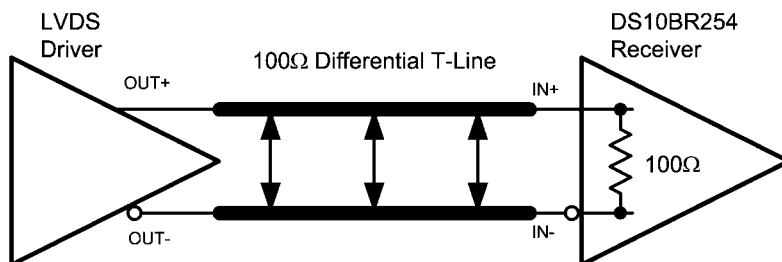 LVDS
Driver
DS10BR254
Receiver
100Ω Differential T-Line
OUT+
IN+
100Ω
OUT-
IN-